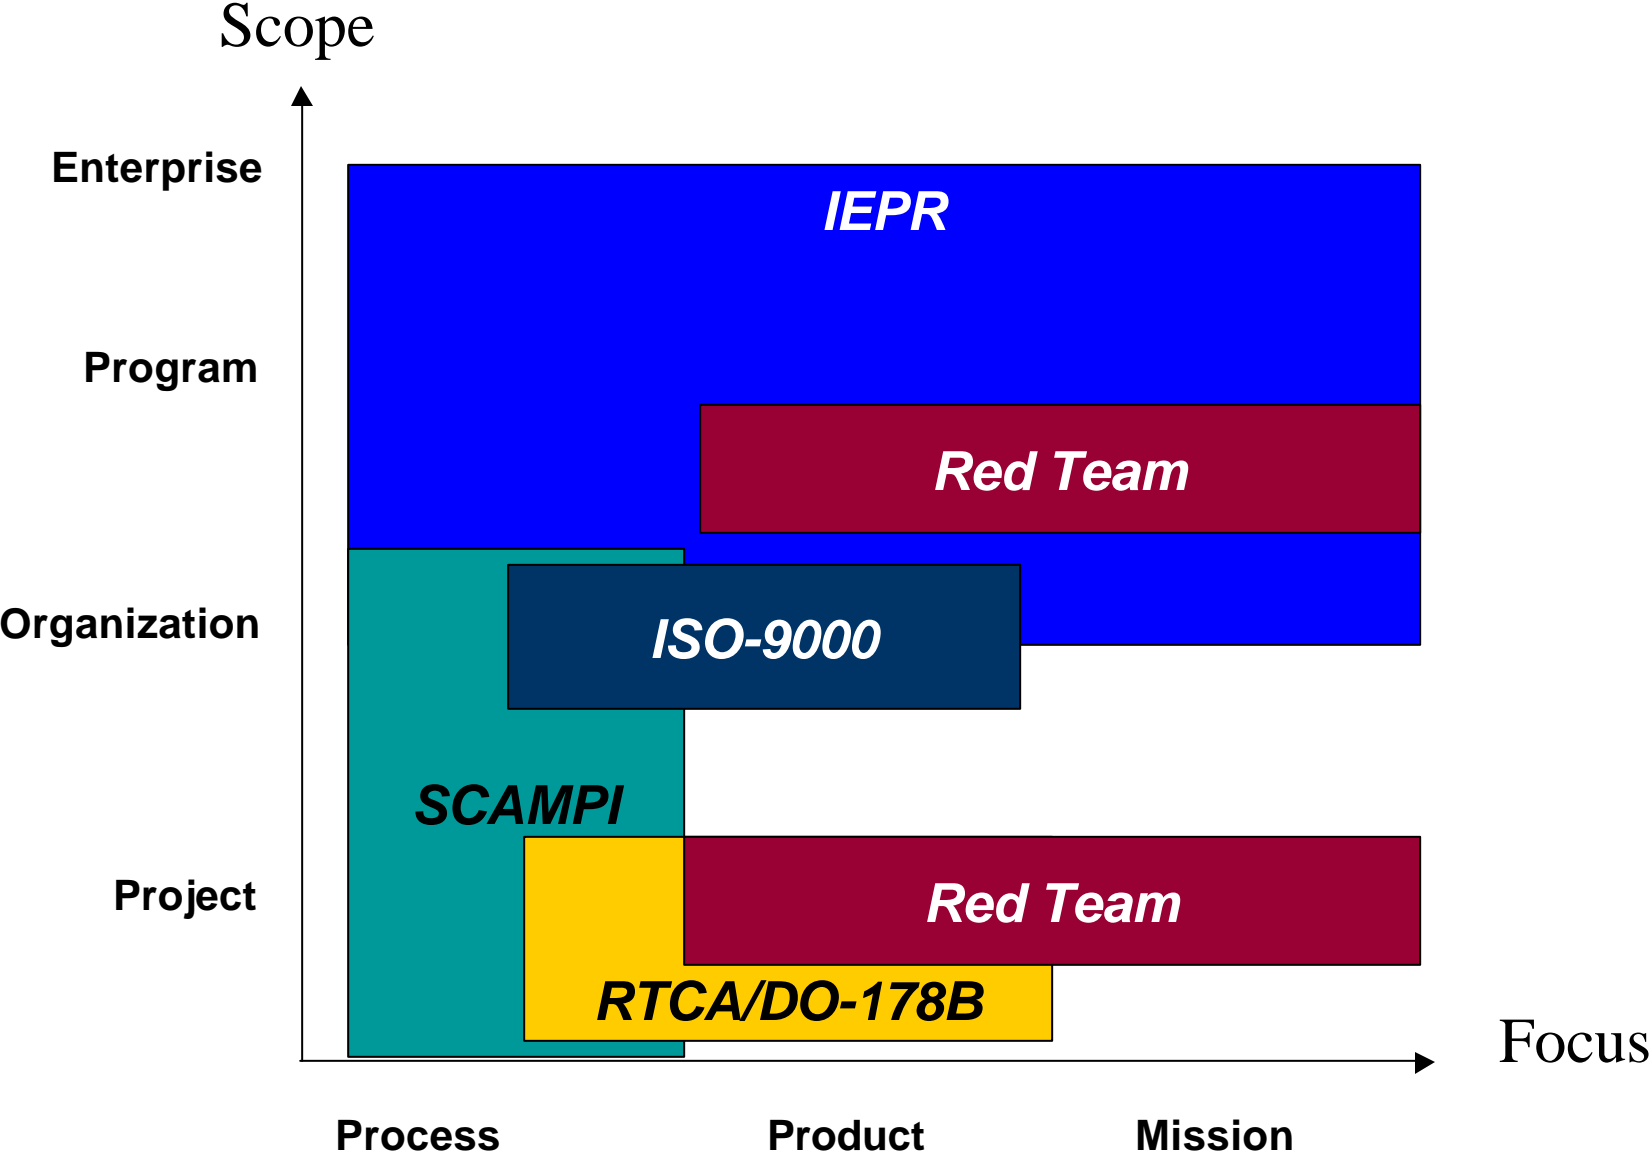 Scope
Enterprise
IEPR
Program
Red Team
Organization
ISO-9000
SCAMPI
Project
Red Team
RTCA/DO-178B
Focus
Process
Product
Mission